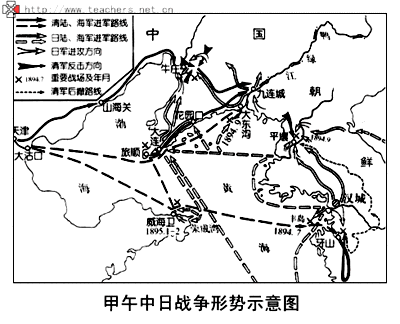 http://www.teachers.net.cn
清陆、海军进军路线
日陆、海军进军路线
日军进攻方向
清军反击方向
1894.7 重要战场及年月
清军后撤路线
中
国
鸭
绿
江
朝
鲜
牛庄
山海关
渤
海
天津
大沽口
旅顺
大连
花园口
大东沟
九连城
1894.
平壤
1894.9
汉城
牙山
丰岛
1894.7
黄
海
威海卫
1895.1-2
荣成湾
甲午中日战争形势示意图